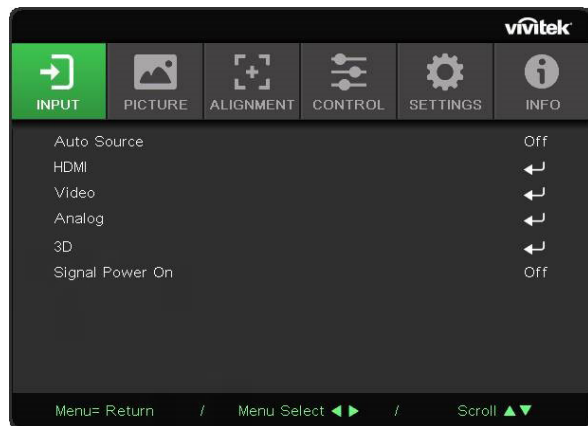 vivitek
INPUT PICTURE ALIGNMENT CONTROL SETTINGS INFO
Auto Source Off
HDMI
Video
Analog
3D
Signal Power On Off
Menu= Return / Menu Select ◀ ▶ / Scroll ▲▼